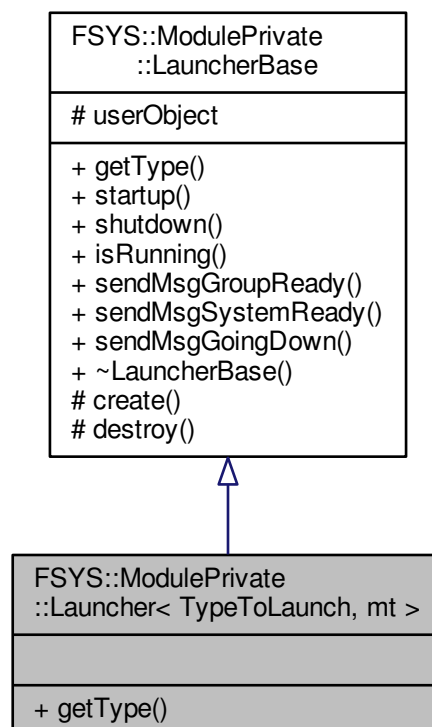 FSYS::ModulePrivate
::LauncherBase
# userObject
+ getType()
+ startup()
+ shutdown()
+ isRunning()
+ sendMsgGroupReady()
+ sendMsgSystemReady()
+ sendMsgGoingDown()
+ ~LauncherBase()
# create()
# destroy()
FSYS::ModulePrivate
::Launcher< TypeToLaunch, mt >
+ getType()